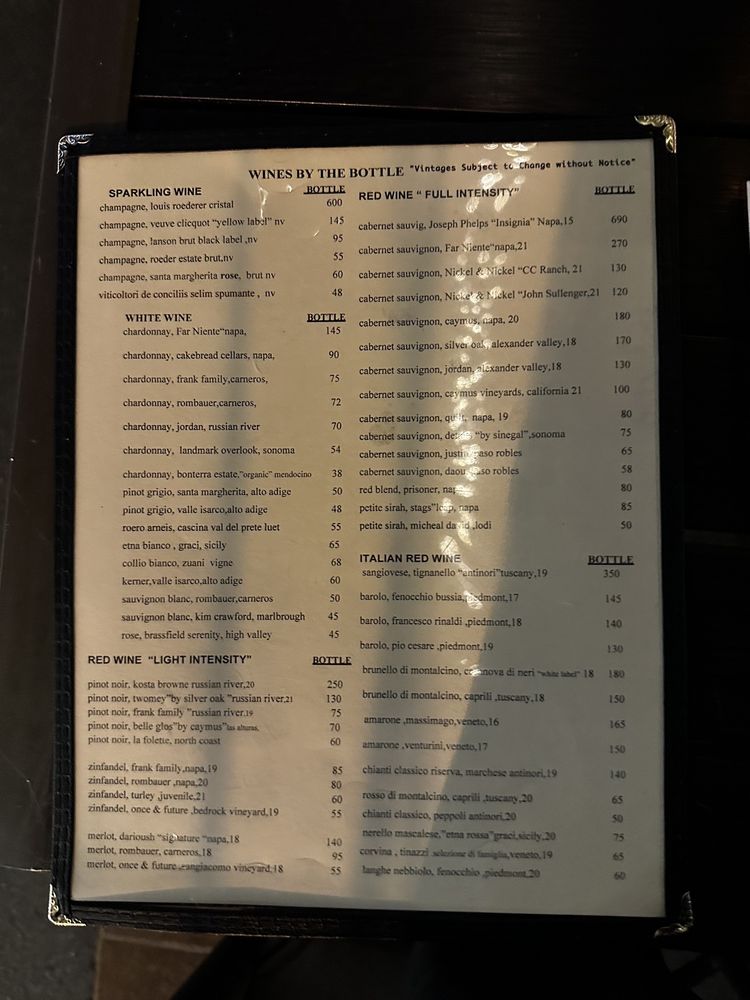 WINES BY THE BOTTLE "Vintages Subject to Change without Notice"
SPARKLING WINE BOTTLE
champagne, louis roederer cristal 600
champagne, veuve clicquot "yellow label" nv 145
champagne, lanson brut black label ,nv 95
champagne, roeder estate brut,nv 55
champagne, santa margherita rose, brut nv 60
viticoltori de conciliis selim spumante , nv 48
WHITE WINE BOTTLE
chardonnay, Far Niente"napa, 145
chardonnay, cakebread cellars, napa, 90
chardonnay, frank family,carneros, 75
chardonnay, rombauer,carneros, 72
chardonnay, jordan, russian river 70
chardonnay, landmark overlook, sonoma 54
chardonnay, bonterra estate,"organic" mendocino 38
pinot grigio, santa margherita, alto adige 50
pinot grigio, valle isarco,alto adige 48
roero arneis, cascina val del prete luet 55
etna bianco , graci, sicily 65
collio bianco, zuani vigne 68
kerner,valle isarco,alto adige 60
sauvignon blanc, rombauer,carneros 50
sauvignon blanc, kim crawford, marlbrough 45
rose, brassfield serenity, high valley 45
RED WINE "LIGHT INTENSITY" BOTTLE
pinot noir, kosta browne russian river,20 250
pinot noir, twomey"by silver oak "russian river,21 130
pinot noir, frank family "russian river,19 75
pinot noir, belle glos"by caymus"las alturas, 70
pinot noir, la folette, north coast 60
zinfandel, frank family,napa,19 85
zinfandel, rombauer ,napa,20 80
zinfandel, turley ,juvenile,21 60
zinfandel, once & future ,bedrock vineyard,19 55
merlot, darioush "signature "napa,18 140
merlot, rombauer, carneros,18 95
merlot, once & future ,sangiacomo vineyard,18 55
RED WINE " FULL INTENSITY" BOTTLE
cabernet sauvig, Joseph Phelps "Insignia" Napa,15 690
cabernet sauvignon, Far Niente"napa,21 270
cabernet sauvignon, Nickel & Nickel "CC Ranch, 21 130
cabernet sauvignon, Nickel & Nickel "John Sullenger,21 120
cabernet sauvignon, caymus, napa, 20 180
cabernet sauvignon, silver oak, alexander valley,18 170
cabernet sauvignon, jordan, alexander valley,18 130
cabernet sauvignon, caymus vineyards, california 21 100
cabernet sauvignon, quilt, napa, 19 80
cabernet sauvignon, "by sinegal",sonoma 75
cabernet sauvignon, justin, paso robles 65
cabernet sauvignon, daou, paso robles 58
red blend, prisoner, napa 80
petite sirah, stags"leap, napa 85
petite sirah, micheal david ,lodi 50
ITALIAN RED WINE BOTTLE
sangiovese, tignanello "antinori"tuscany,19 350
barolo, fenocchio bussia,piedmont,17 145
barolo, francesco rinaldi ,piedmont,18 140
barolo, pio cesare ,piedmont,19 130
brunello di montalcino, casanova di neri "white label" 18 180
brunello di montalcino, caprili ,tuscany,18 150
amarone ,massimago,veneto,16 165
amarone ,venturini,veneto,17 150
chianti classico riserva, marchese antinori,19 140
rosso di montalcino, caprili ,tuscany,20 65
chianti classico, peppoli antinori,20 50
nerello mascalese,"etna rossa"graci,sicily,20 75
corvina , tinazzi ,selezione di famiglia,veneto,19 65
langhe nebbiolo, fenocchio ,piedmont,20 60